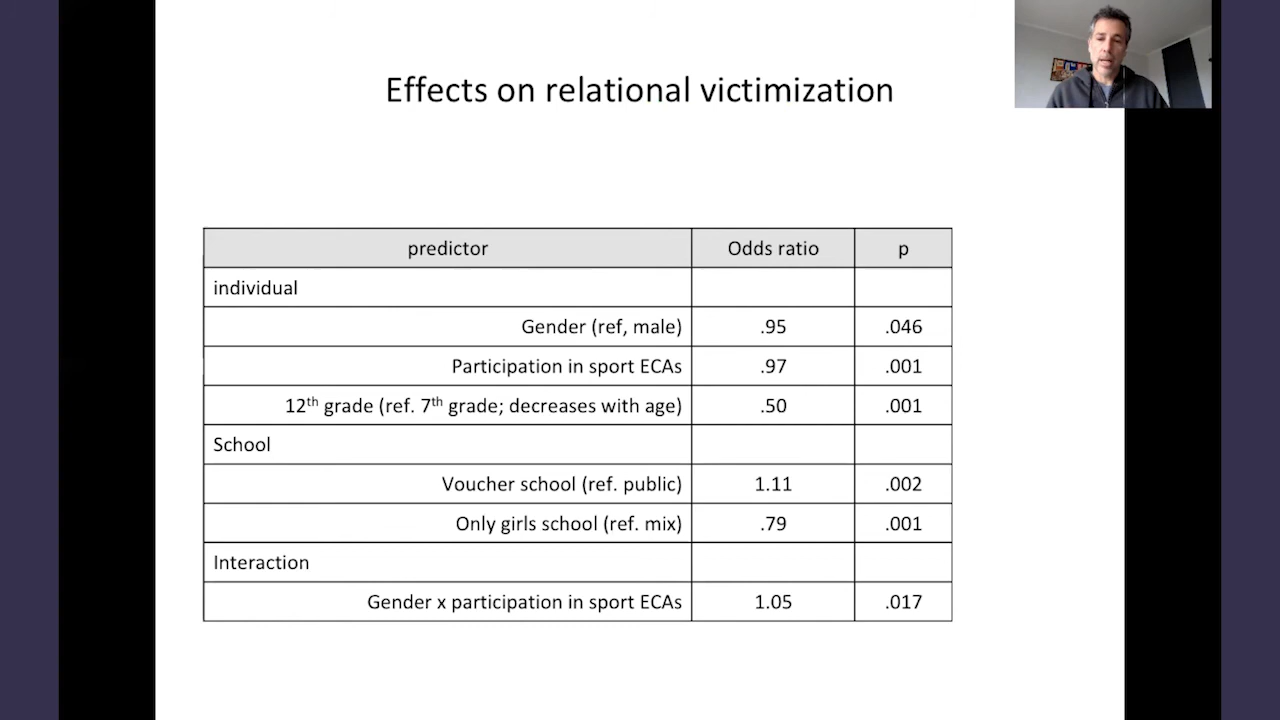 Effects on relational victimization
predictor Odds ratio p
individual
Gender (ref, male) .95 .046
Participation in sport ECAs .97 .001
12th grade (ref. 7th grade; decreases with age) .50 .001
School
Voucher school (ref. public) 1.11 .002
Only girls school (ref. mix) .79 .001
Interaction
Gender x participation in sport ECAs 1.05 .017